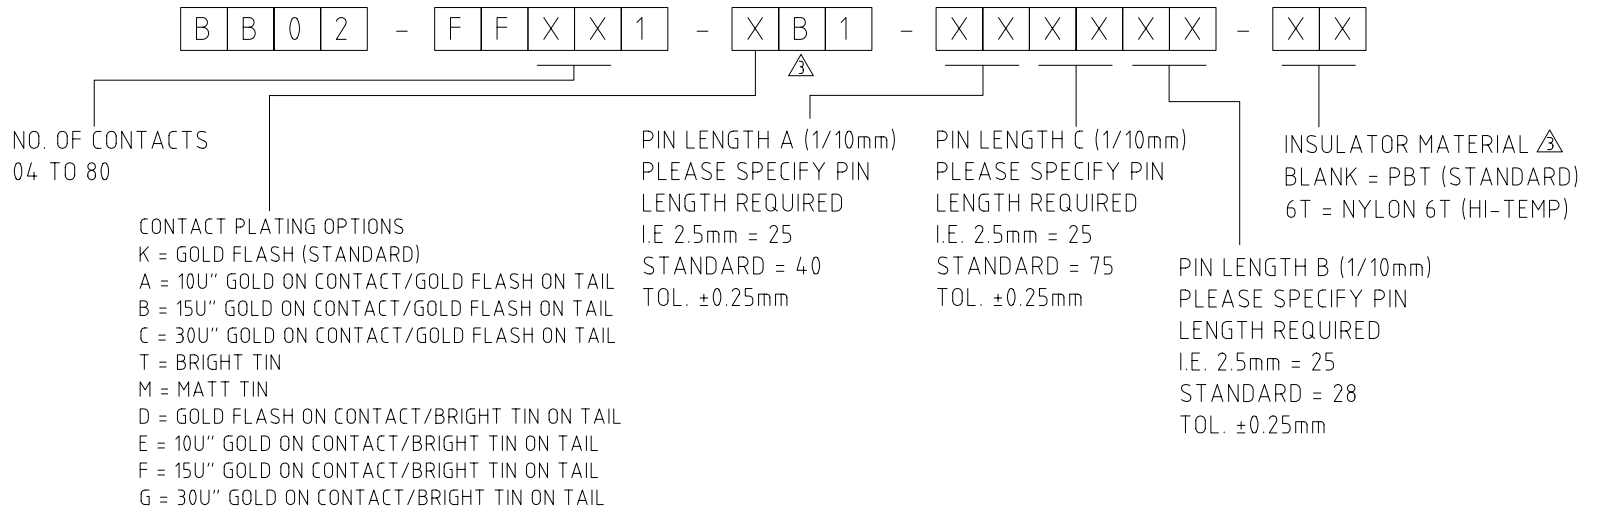 BB02 - FFXX1 - XB1 - XXXXXX - XX
3
NO. OF CONTACTS
04 TO 80
CONTACT PLATING OPTIONS
K = GOLD FLASH (STANDARD)
A = 10U" GOLD ON CONTACT/GOLD FLASH ON TAIL
B = 15U" GOLD ON CONTACT/GOLD FLASH ON TAIL
C = 30U" GOLD ON CONTACT/GOLD FLASH ON TAIL
T = BRIGHT TIN
M = MATT TIN
D = GOLD FLASH ON CONTACT/BRIGHT TIN ON TAIL
E = 10U" GOLD ON CONTACT/BRIGHT TIN ON TAIL
F = 15U" GOLD ON CONTACT/BRIGHT TIN ON TAIL
G = 30U" GOLD ON CONTACT/BRIGHT TIN ON TAIL
PIN LENGTH A (1/10mm)
PLEASE SPECIFY PIN
LENGTH REQUIRED
I.E 2.5mm = 25
STANDARD = 40
TOL. ±0.25mm
PIN LENGTH C (1/10mm)
PLEASE SPECIFY PIN
LENGTH REQUIRED
I.E. 2.5mm = 25
STANDARD = 75
TOL. ±0.25mm
PIN LENGTH B (1/10mm)
PLEASE SPECIFY PIN
LENGTH REQUIRED
I.E. 2.5mm = 25
STANDARD = 28
TOL. ±0.25mm
INSULATOR MATERIAL 3
BLANK = PBT (STANDARD)
6T = NYLON 6T (HI-TEMP)